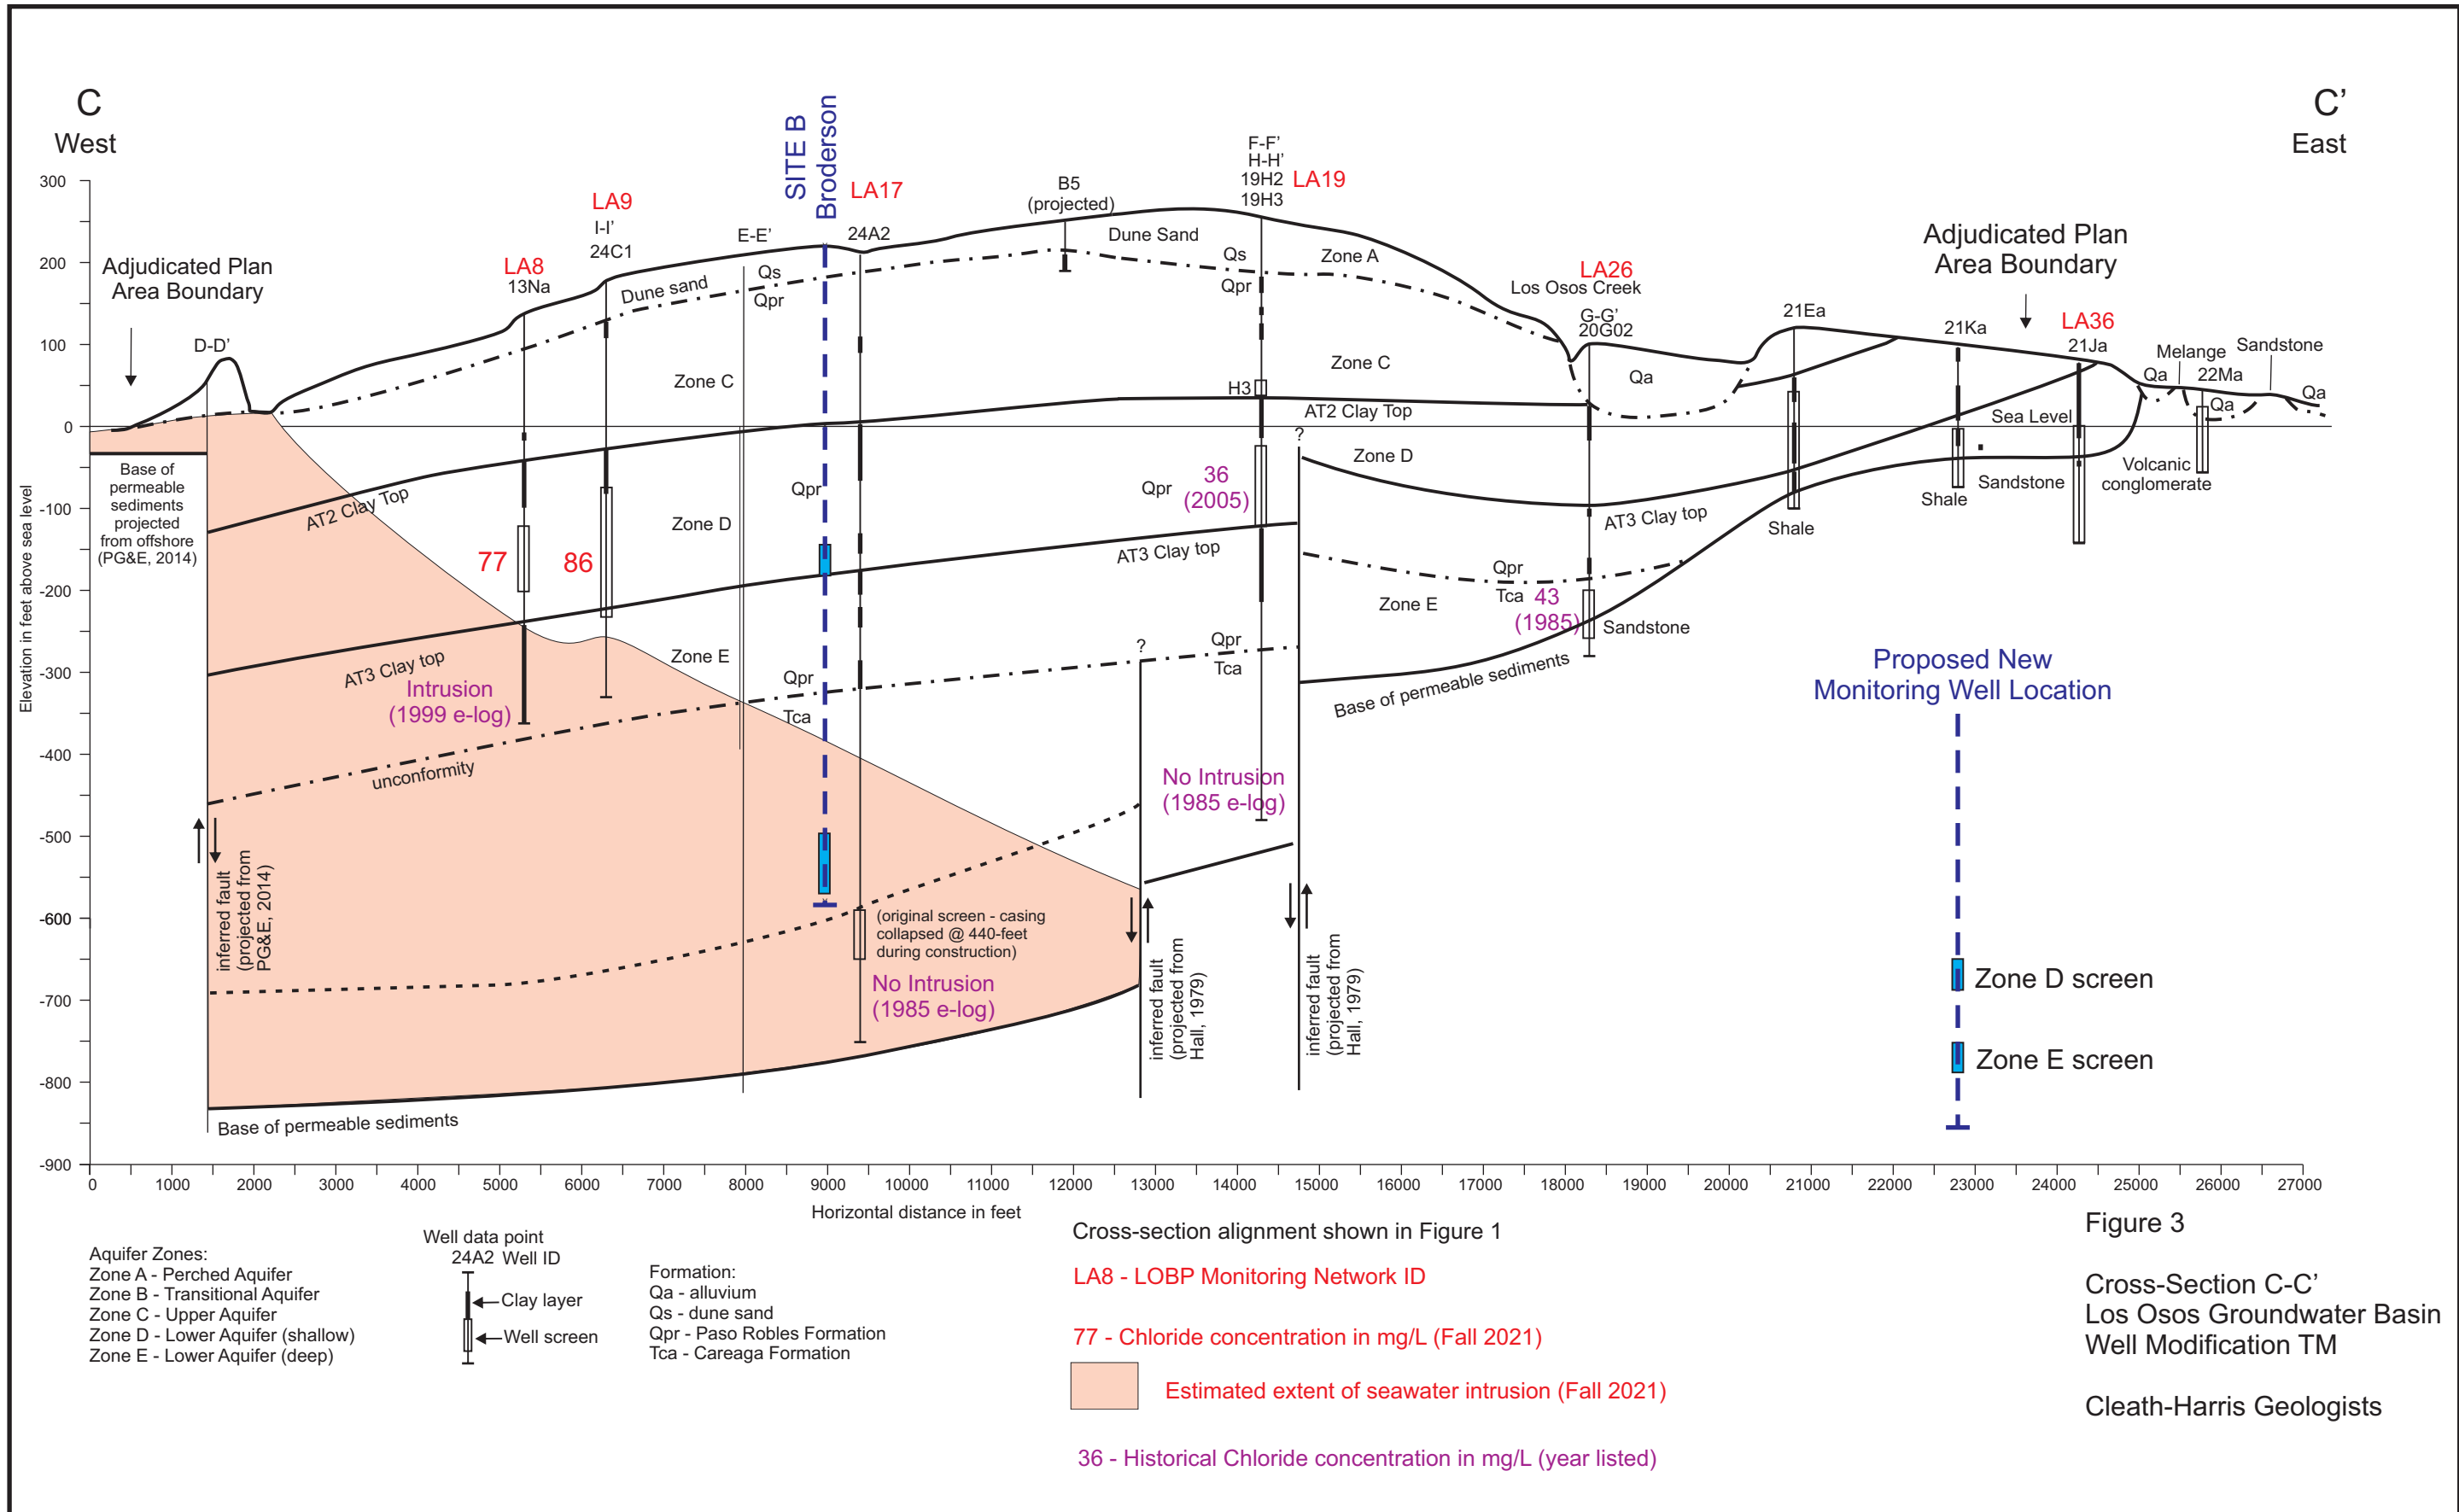 C
West
C’
East
SITE B
Broderson
F-F’
H-H’
19H2
19H3
LA19
LA17
24A2
B5
(projected)
LA9
I-I’
24C1
E-E’
LA8
13Na
Adjudicated Plan
Area Boundary
D-D’
Adjudicated Plan
Area Boundary
LA26
Los Osos Creek
G-G’
20G02
21Ea
21Ka
LA36
21Ja
Melange
22Ma
Sandstone
Qa
Qa
Qa
Qa
Dune sand
Qs
Qpr
Dune Sand
Qs
Qpr
Zone A
Zone C
Zone C
H3
AT2 Clay Top
Sea Level
?
Zone D
Base of
permeable
sediments
projected
from offshore
(PG&E, 2014)
AT2 Clay Top
77
86
Qpr
Zone D
Qpr
36
(2005)
AT3 Clay top
AT3 Clay top
Shale
Shale
Sandstone
Volcanic
conglomerate
Qpr
Tca
43
(1985)
Sandstone
Zone E
Base of permeable sediments
AT3 Clay top
Intrusion
(1999 e-log)
Zone E
Qpr
Tca
?
Qpr
Tca
unconformity
No Intrusion
(1985 e-log)
Proposed New
Monitoring Well Location
Zone D screen
Zone E screen
inferred fault
(projected from
PG&E, 2014)
(original screen - casing
collapsed @ 440-feet
during construction)
No Intrusion
(1985 e-log)
inferred fault
(projected from
Hall, 1979)
inferred fault
(projected from
Hall, 1979)
Base of permeable sediments
Elevation in feet above sea level
300
200
100
0
-100
-200
-300
-400
-500
-600
-700
-800
-900
0 1000 2000 3000 4000 5000 6000 7000 8000 9000 10000 11000 12000 13000 14000 15000 16000 17000 18000 19000 20000 21000 22000 23000 24000 25000 26000 27000
Horizontal distance in feet
Aquifer Zones:
Zone A - Perched Aquifer
Zone B - Transitional Aquifer
Zone C - Upper Aquifer
Zone D - Lower Aquifer (shallow)
Zone E - Lower Aquifer (deep)
Well data point
24A2 Well ID
Clay layer
Well screen
Formation:
Qa - alluvium
Qs - dune sand
Qpr - Paso Robles Formation
Tca - Careaga Formation
Cross-section alignment shown in Figure 1
LA8 - LOBP Monitoring Network ID
77 - Chloride concentration in mg/L (Fall 2021)
Estimated extent of seawater intrusion (Fall 2021)
36 - Historical Chloride concentration in mg/L (year listed)
Figure 3
Cross-Section C-C’
Los Osos Groundwater Basin
Well Modification TM
Cleath-Harris Geologists